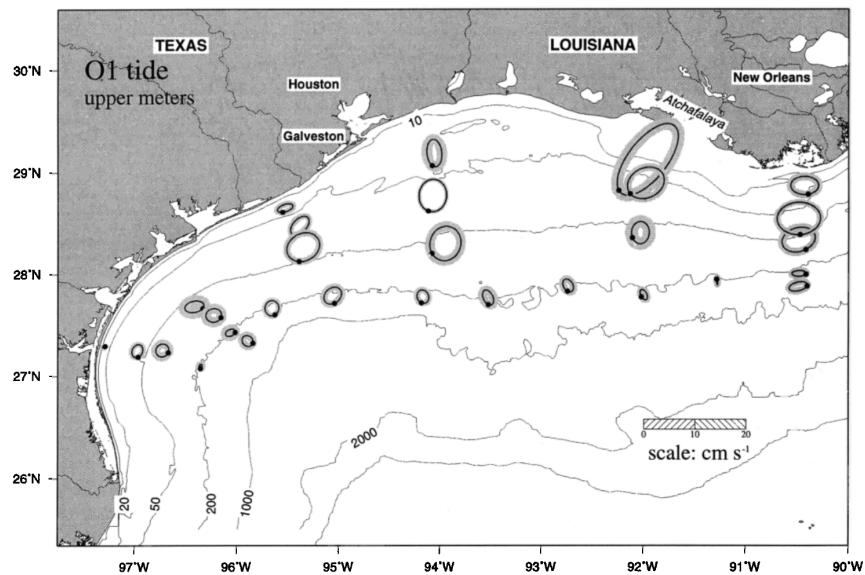 TEXAS
LOUISIANA
30°N
O1 tide
upper meters
Houston
New Orleans
Atchafalaya
10
Galveston
29°N
28°N
27°N
0 10 20
scale: cm s-1
2000
26°N
20
50
200
1000
97°W 96°W 95°W 94°W 93°W 92°W 91°W 90°W